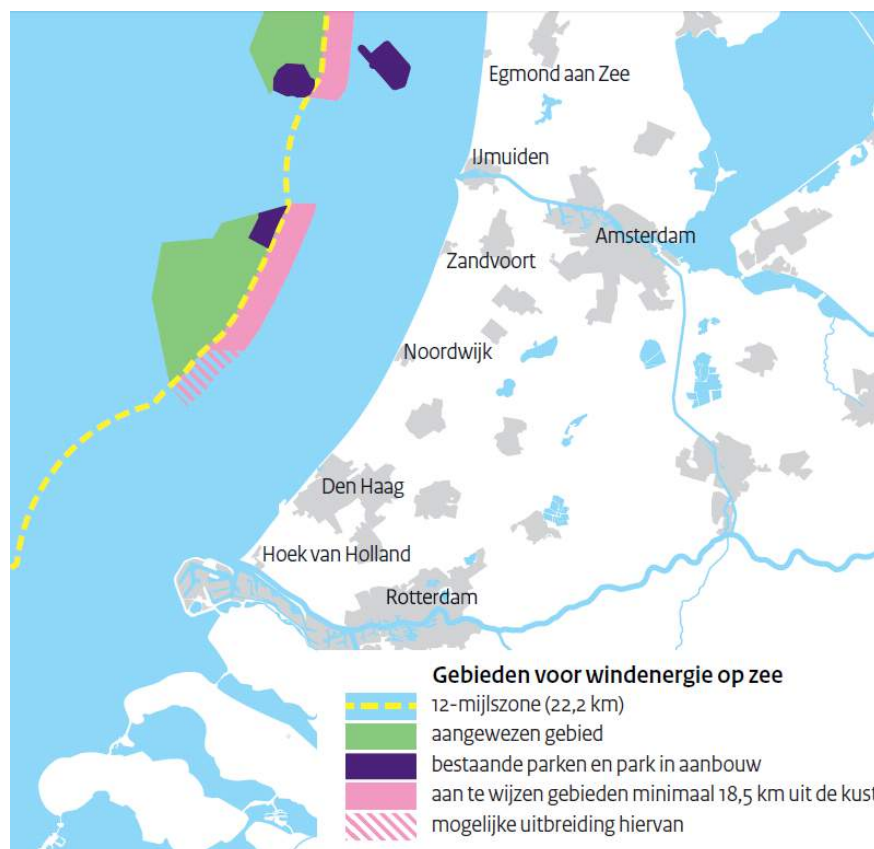 Egmond aan Zee
IJmuiden
Amsterdam
Zandvoort
Noordwijk
Den Haag
Hoek van Holland
Rotterdam
Gebieden voor windenergie op zee
12-mijlszone (22,2 km)
aangewezen gebied
bestaande parken en park in aanbouw
aan te wijzen gebieden minimaal 18,5 km uit de kust
mogelijke uitbreiding hiervan